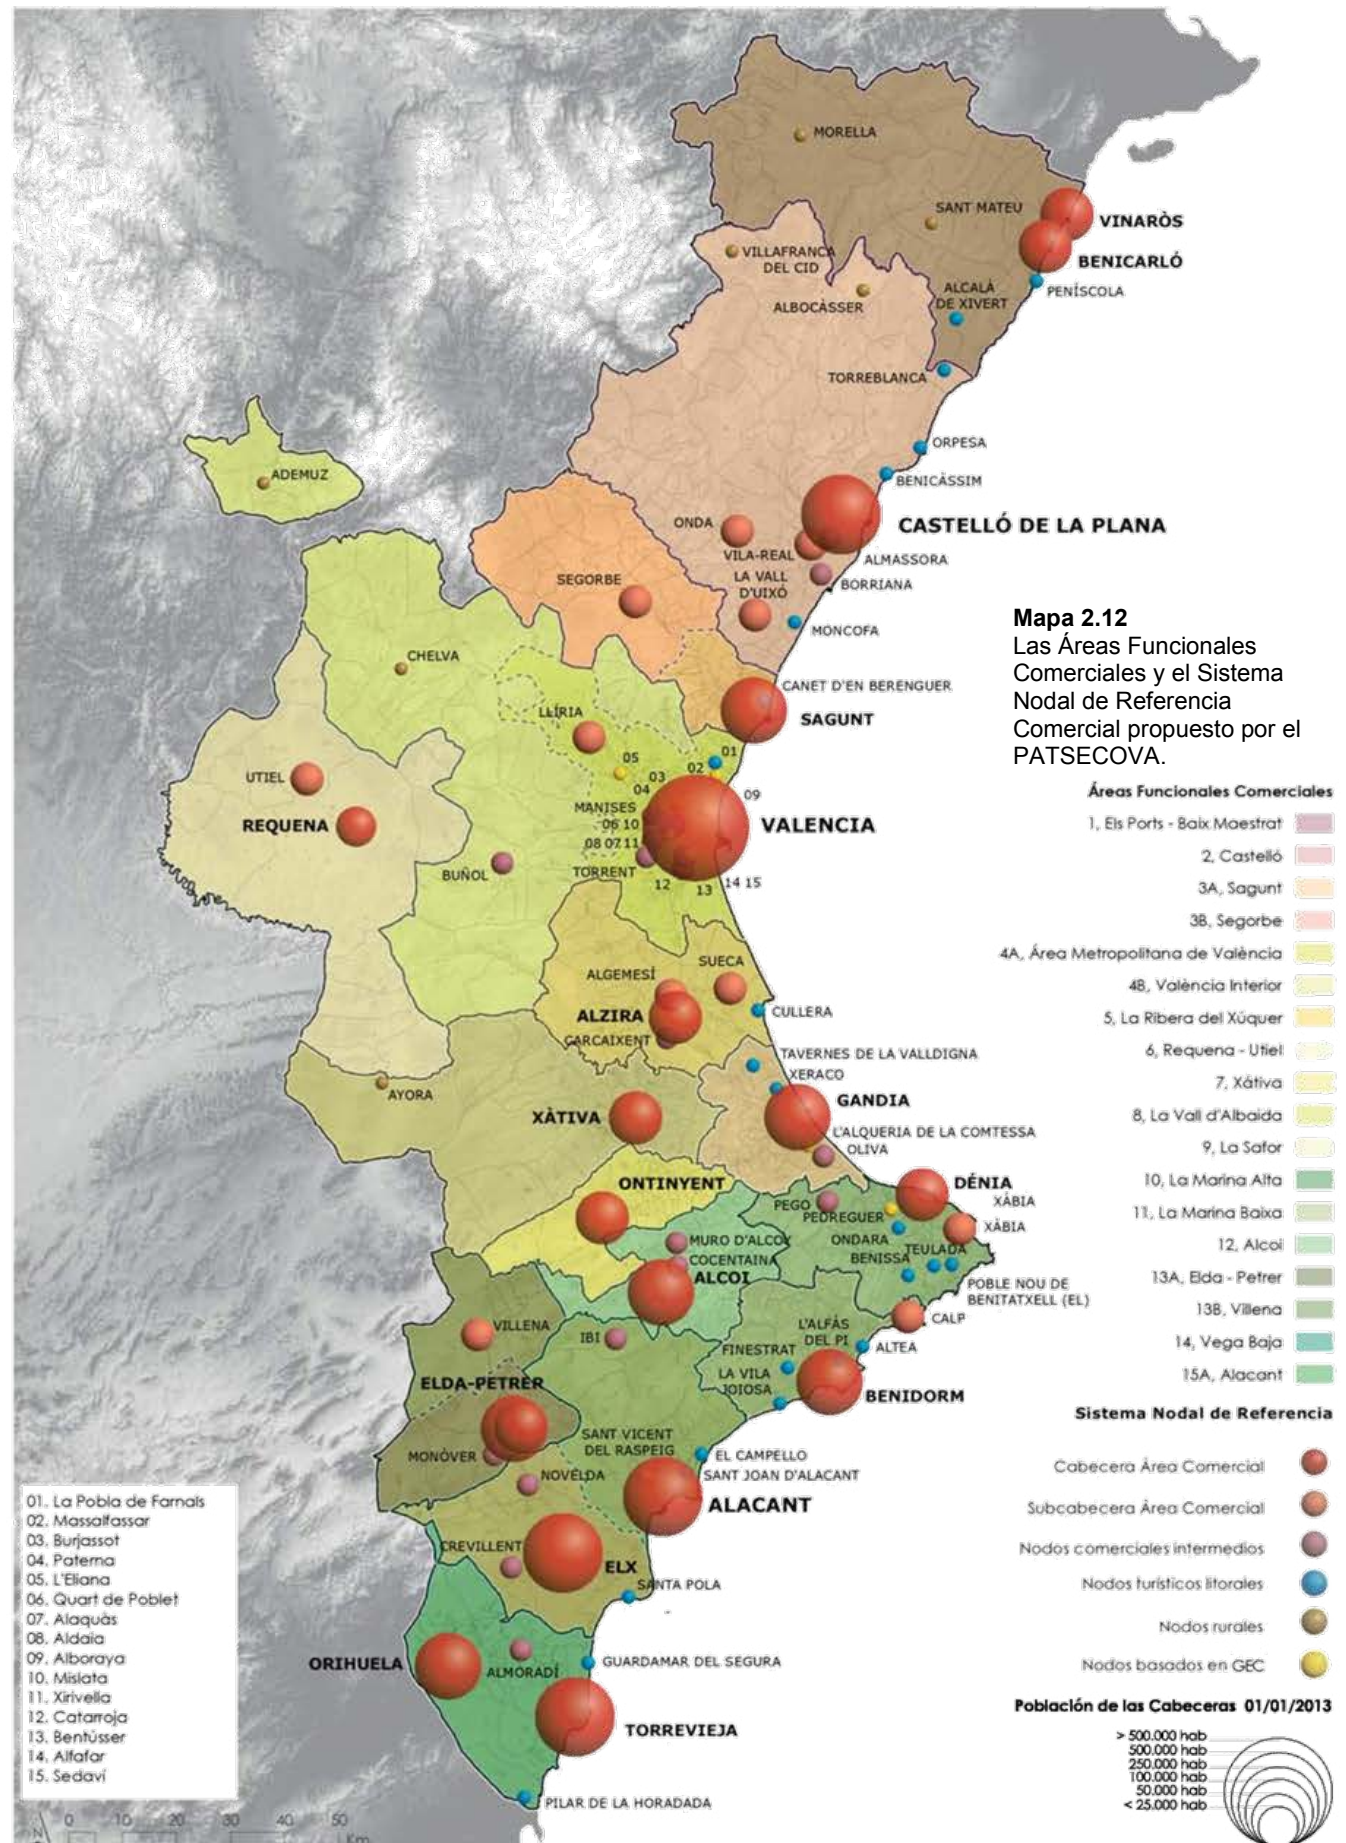 MORELLA
SANT MATEU
VINARÒS
VILLAFRANCA
DEL CID
BENICARLÓ
ALBOCÀSSER
ALCALÀ
DE XIVERT
PENÍSCOLA
TORREBLANCA
ORPESA
ADEMUZ
BENICÀSSIM
ONDA
CASTELLÓ DE LA PLANA
VILA-REAL
ALMASSORA
SEGORBE
LA VALL
D'UIXÓ
BORRIANA
MONCOFA
Mapa 2.12
Las Áreas Funcionales
Comerciales y el Sistema
Nodal de Referencia
Comercial propuesto por el
PATSECOVA.
CHELVA
CANET D'EN BERENGUER
LLÍRIA
SAGUNT
01
05
02
03
UTIEL
04
09
MANISES
REQUENA
06 10
VALENCIA
08 07 11
BUÑOL
TORRENT
12
13
14 15
SUECA
ALGEMESÍ
ALZIRA
CULLERA
CARCAIXENT
TAVERNES DE LA VALLDIGNA
XERACO
AYORA
GANDIA
XÀTIVA
L'ALQUERIA DE LA COMTESSA
OLIVA
ONTINYENT
DÉNIA
PEGO
XÀBIA
PEDREGUER
XÀBIA
MURO D'ALCOY
ONDARA
TEULADA
COCENTAINA
BENISSA
ALCOI
POBLE NOU DE
BENITATXELL (EL)
VILLENA
IBI
L'ALFÀS
DEL PI
CALP
FINESTRAT
ALTEA
LA VILA
JOIOSA
ELDA-PETRER
BENIDORM
SANT VICENT
DEL RASPEIG
MONÒVER
EL CAMPELLO
NOVELDA
SANT JOAN D'ALACANT
ALACANT
CREVILLENT
ELX
SANTA POLA
ORIHUELA
ALMORADÍ
GUARDAMAR DEL SEGURA
TORREVIEJA
PILAR DE LA HORADADA
Áreas Funcionales Comerciales
1, Els Ports - Baix Maestrat
2, Castelló
3A, Sagunt
3B, Segorbe
4A, Área Metropolitana de València
4B, València Interior
5, La Ribera del Xúquer
6, Requena - Utiel
7, Xátiva
8, La Vall d'Albaida
9, La Safor
10, La Marina Alta
11, La Marina Baixa
12, Alcoi
13A, Elda - Petrer
13B, Villena
14, Vega Baja
15A, Alacant
Sistema Nodal de Referencia
Cabecera Área Comercial
Subcabecera Área Comercial
Nodos comerciales intermedios
Nodos turísticos litorales
Nodos rurales
Nodos basados en GEC
Población de las Cabeceras 01/01/2013
> 500.000 hab
500.000 hab
250.000 hab
100.000 hab
50.000 hab
< 25.000 hab
01. La Pobla de Farnals
02. Massalfassar
03. Burjassot
04. Paterna
05. L'Eliana
06. Quart de Poblet
07. Alaquàs
08. Aldaia
09. Alboraya
10. Mislata
11. Xirivella
12. Catarroja
13. Bentússer
14. Alfafar
15. Sedaví
N
0 10 20 30 40 50
Km